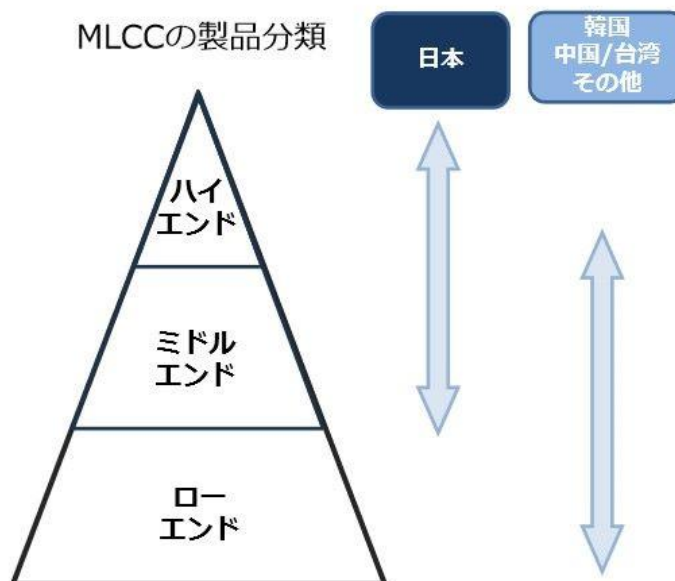 MLCCの製品分類
日本
韓国
中国/台湾
その他
ハイ
エンド
ミドル
エンド
ロー
エンド